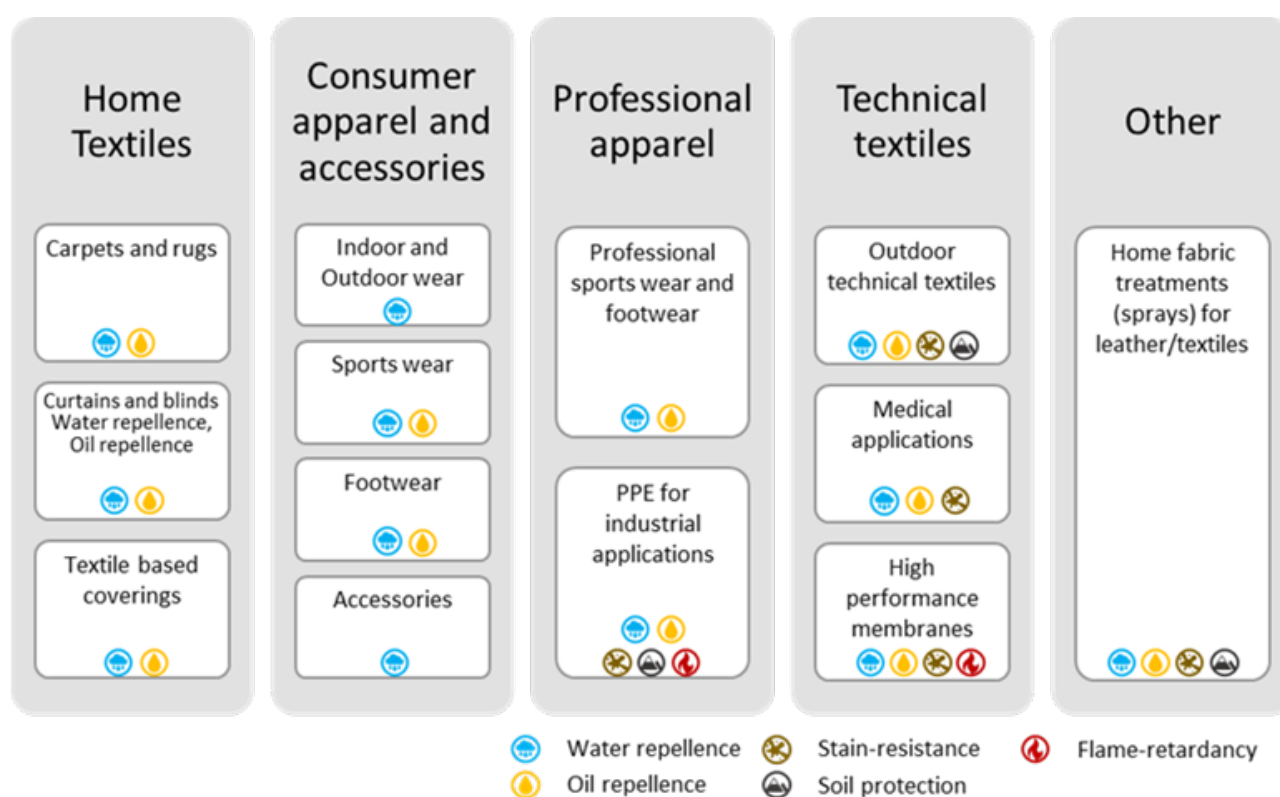 Home
Textiles
Carpets and rugs
Curtains and blinds
Water repellence,
Oil repellence
Textile based
coverings
Consumer
apparel and
accessories
Indoor and
Outdoor wear
Sports wear
Footwear
Accessories
Professional
apparel
Professional
sports wear and
footwear
PPE for
industrial
applications
Technical
textiles
Outdoor
technical textiles
Medical
applications
High
performance
membranes
Other
Home fabric
treatments
(sprays) for
leather/textiles
Water repellence
Oil repellence
Stain-resistance
Soil protection
Flame-retardancy